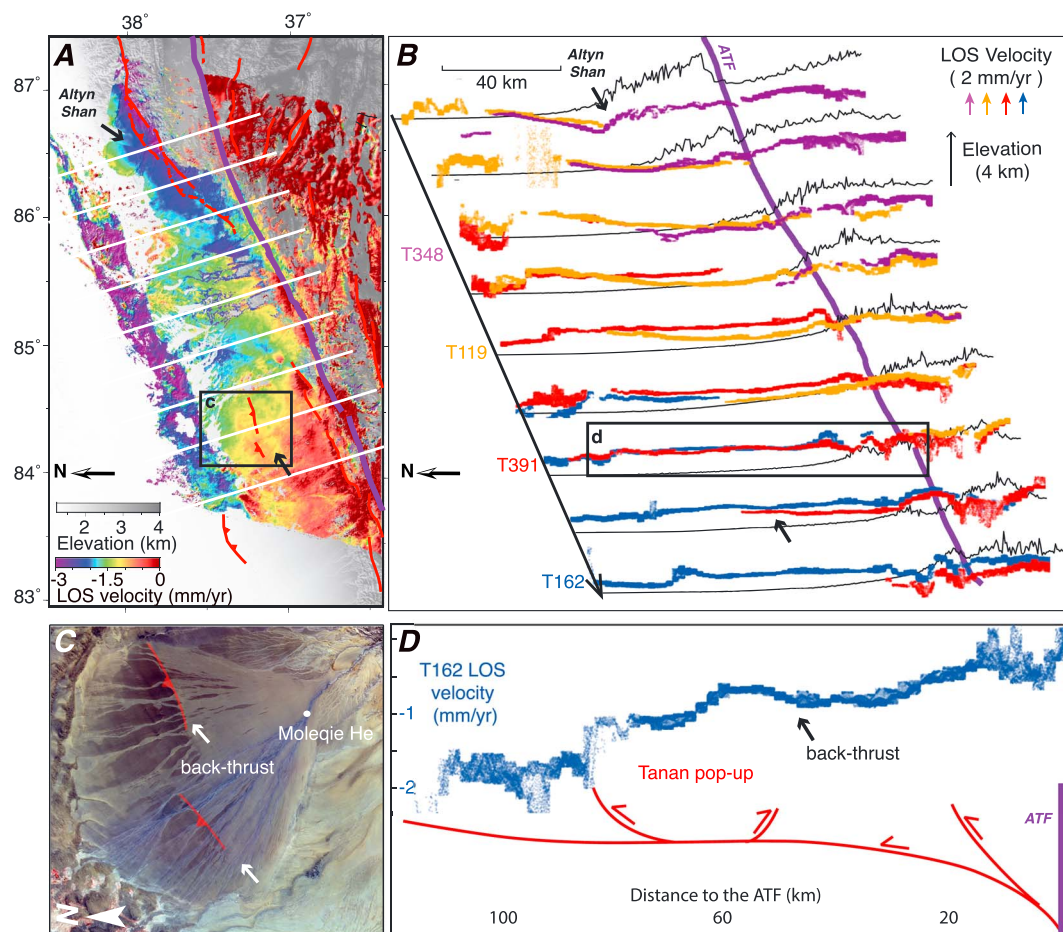 38°
37°
A
87°
Altyn
Shan
86°
85°
c
84°
N
1
2
3
4
Elevation (km)
-3
-1.5
0
LOS velocity (mm/yr)
83°
B
40 km
Altyn
Shan
ATF
LOS Velocity
( 2 mm/yr )
Elevation
(4 km)
T348
T119
d
T391
N
T162
C
Moleqie He
back-thrust
N
D
T162 LOS
velocity
(mm/yr)
-1
-2
back-thrust
Tanan pop-up
ATF
Distance to the ATF (km)
100
60
20